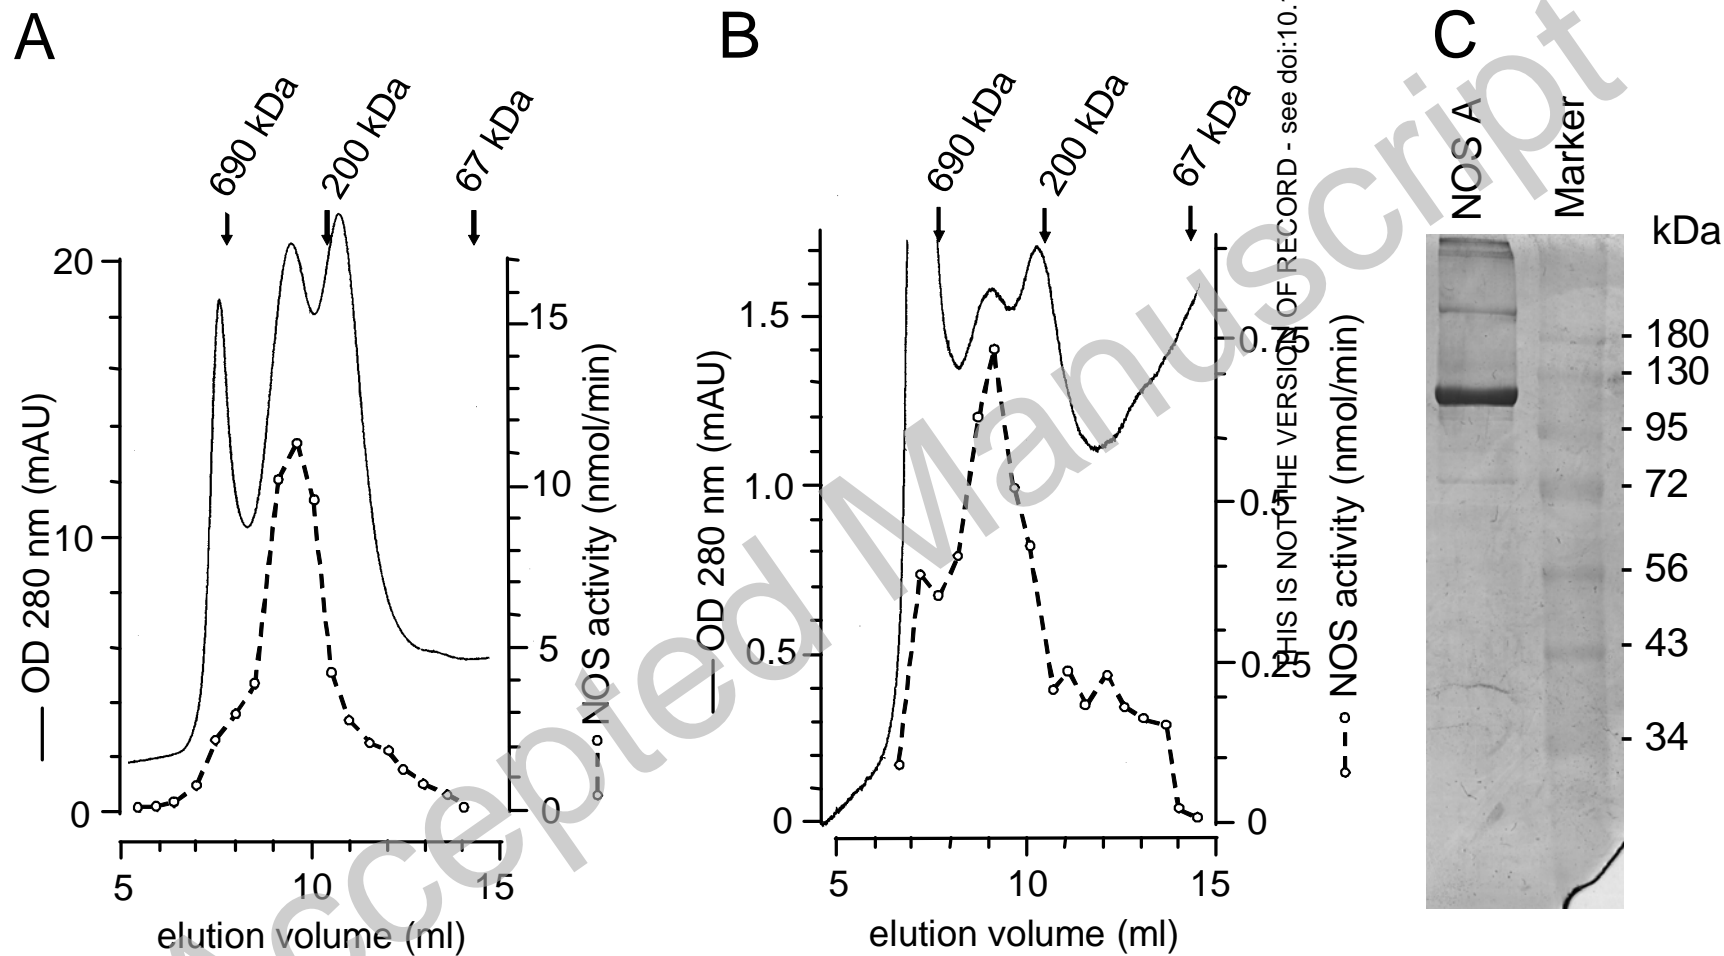 A
690 kDa
200 kDa
67 kDa
20
10
0
OD 280 nm (mAU)
15
10
5
0
NOS activity (nmol/min)
5
10
15
elution volume (ml)
B
690 kDa
200 kDa
67 kDa
1.5
1.0
0.5
0
OD 280 nm (mAU)
0.75
0.5
0.25
0
NOS activity (nmol/min)
5
10
15
elution volume (ml)
THIS IS NOT THE VERSION OF RECORD - see doi:10.1
C
NOS A
Marker
kDa
180
130
95
72
56
43
34
Accepted Manuscript